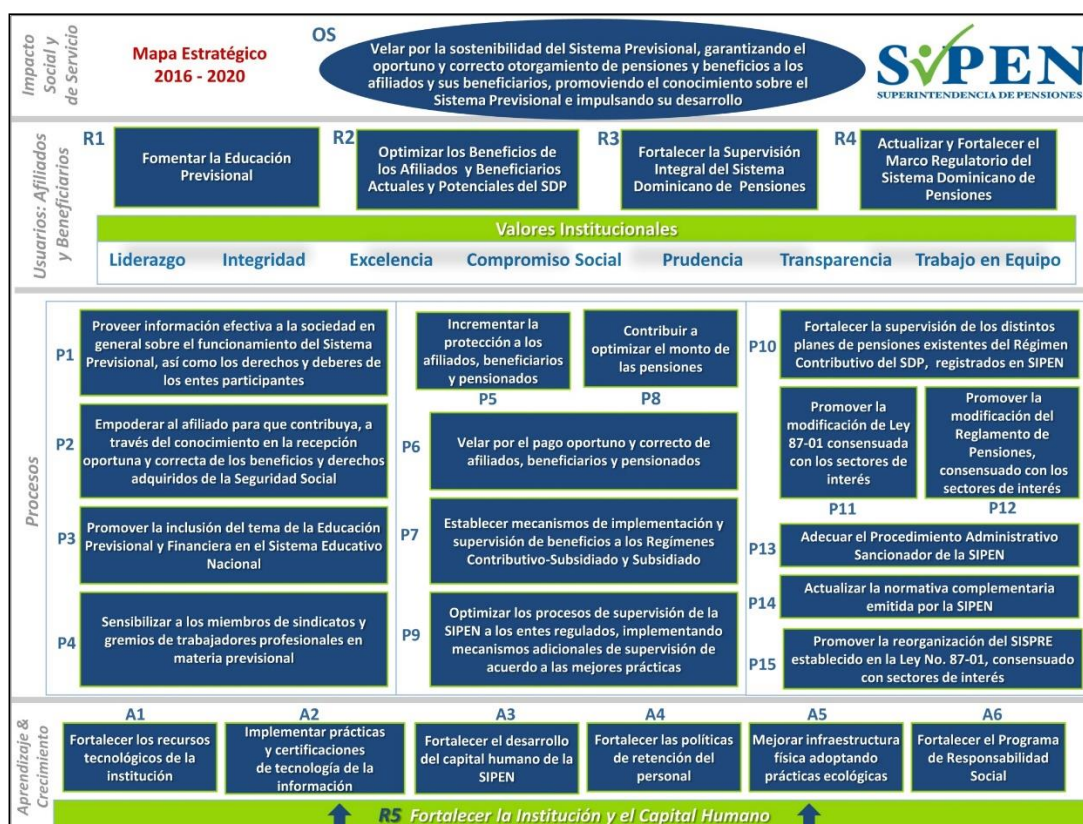 Impacto
Social y
de Servicio
Mapa Estratégico
2016 - 2020
OS
Velar por la sostenibilidad del Sistema Previsional, garantizando el
oportuno y correcto otorgamiento de pensiones y beneficios a los
afiliados y sus beneficiarios, promoviendo el conocimiento sobre el
Sistema Previsional e impulsando su desarrollo
SIPEN
SUPERINTENDENCIA DE PENSIONES
Usuarios: Afiliados
y Beneficiarios
R1
Fomentar la Educación
Previsional
R2
Optimizar los Beneficios de
los Afiliados y Beneficiarios
Actuales y Potenciales del SDP
R3
Fortalecer la Supervisión
Integral del Sistema
Dominicano de Pensiones
R4
Actualizar y Fortalecer el
Marco Regulatorio del
Sistema Dominicano de
Pensiones
Valores Institucionales
Liderazgo Integridad Excelencia Compromiso Social Prudencia Transparencia Trabajo en Equipo
Procesos
P1
Proveer información efectiva a la sociedad en
general sobre el funcionamiento del Sistema
Previsional, así como los derechos y deberes de
los entes participantes
P2
Empoderar al afiliado para que contribuya, a
través del conocimiento en la recepción
oportuna y correcta de los beneficios y derechos
adquiridos de la Seguridad Social
P3
Promover la inclusión del tema de la Educación
Previsional y Financiera en el Sistema Educativo
Nacional
P4
Sensibilizar a los miembros de sindicatos y
gremios de trabajadores profesionales en
materia previsional
Incrementar la
protección a los
afiliados, beneficiarios
y pensionados
P5
Contribuir a
optimizar el monto de
las pensiones
P8
P6
Velar por el pago oportuno y correcto de
afiliados, beneficiarios y pensionados
P7
Establecer mecanismos de implementación y
supervisión de beneficios a los Regímenes
Contributivo-Subsidiado y Subsidiado
P9
Optimizar los procesos de supervisión de la
SIPEN a los entes regulados, implementando
mecanismos adicionales de supervisión de
acuerdo a las mejores prácticas
P10
Fortalecer la supervisión de los distintos
planes de pensiones existentes del Régimen
Contributivo del SDP, registrados en SIPEN
Promover la
modificación de Ley
87-01 consensuada
con los sectores de
interés
P11
Promover la
modificación del
Reglamento de
Pensiones,
consensuado con los
sectores de interés
P12
P13
Adecuar el Procedimiento Administrativo
Sancionador de la SIPEN
P14
Actualizar la normativa complementaria
emitida por la SIPEN
P15
Promover la reorganización del SISPRE
establecido en la Ley No. 87-01, consensuado
con sectores de interés
Aprendizaje &
Crecimiento
A1
Fortalecer los recursos
tecnológicos de la
institución
A2
Implementar prácticas
y certificaciones
de tecnología de la
información
A3
Fortalecer el desarrollo
del capital humano de la
SIPEN
A4
Fortalecer las políticas
de retención del
personal
A5
Mejorar infraestructura
física adoptando
prácticas ecológicas
A6
Fortalecer el Programa
de Responsabilidad
Social
R5 Fortalecer la Institución y el Capital Humano